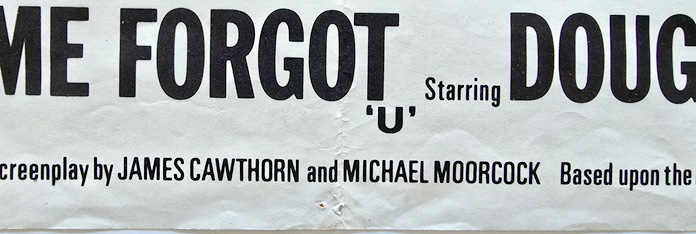 ME FORGOT Starring DOUG
'U'
creenplay by JAMES CAWTHORN and MICHAEL MOORCOCK Based upon the